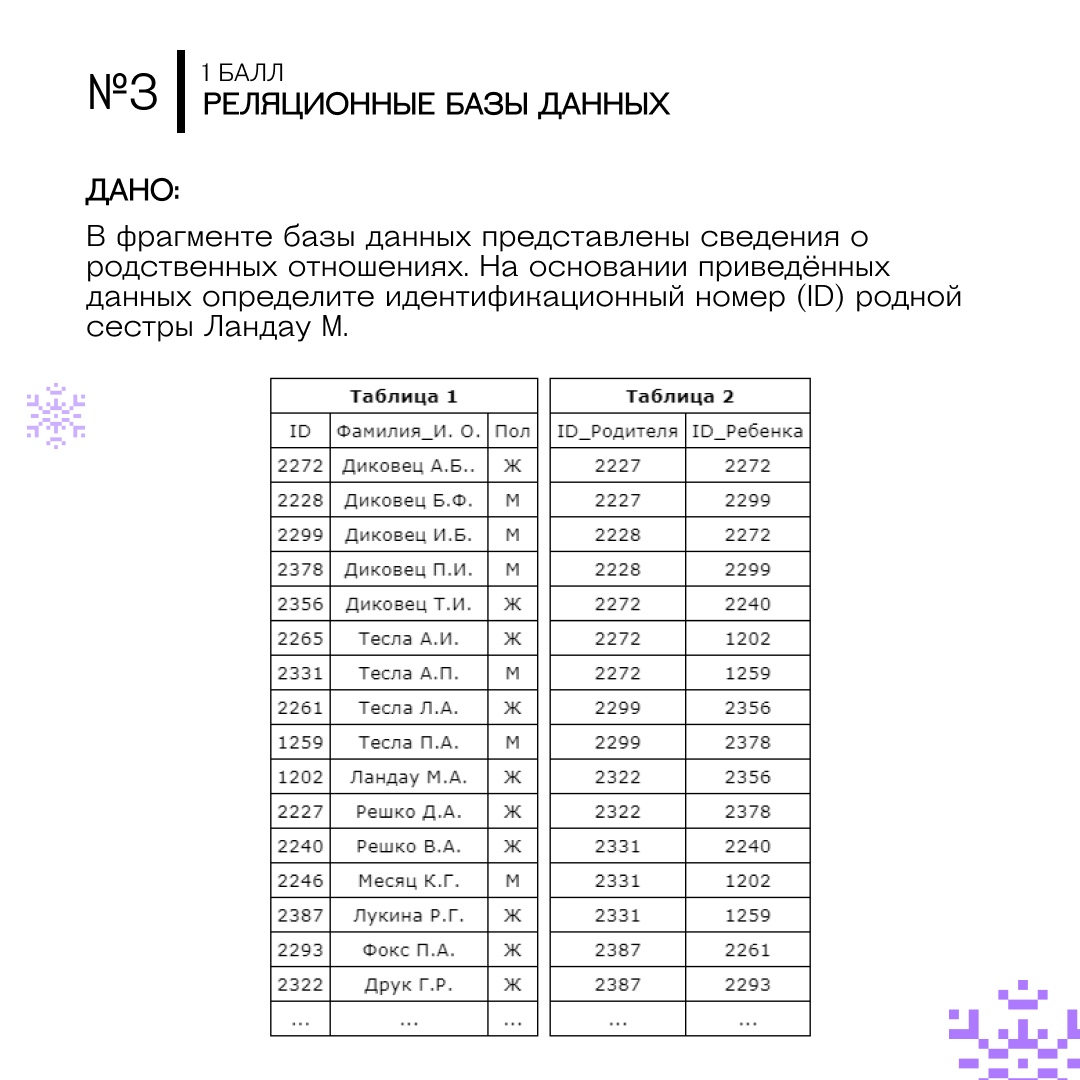 №3
1 БАЛЛ
РЕЛЯЦИОННЫЕ БАЗЫ ДАННЫХ
ДАНО:
В фрагменте базы данных представлены сведения о
родственных отношениях. На основании приведённых
данных определите идентификационный номер (ID) родной
сестры Ландау М.
Таблица 1 Таблица 2
ID Фамилия_И. О. Пол ID_Родителя ID_Ребенка
2272 Диковец А.Б.. Ж 2227 2272
2228 Диковец Б.Ф. М 2227 2299
2299 Диковец И.Б. М 2228 2272
2378 Диковец П.И. М 2228 2299
2356 Диковец Т.И. Ж 2272 2240
2265 Тесла А.И. Ж 2272 1202
2331 Тесла А.П. М 2272 1259
2261 Тесла Л.А. Ж 2299 2356
1259 Тесла П.А. М 2299 2378
1202 Ландау М.А. Ж 2322 2356
2227 Решко Д.А. Ж 2322 2378
2240 Решко В.А. Ж 2331 2240
2246 Месяц К.Г. М 2331 1202
2387 Лукина Р.Г. Ж 2331 1259
2293 Фокс П.А. Ж 2387 2261
2322 Друк Г.Р. Ж 2387 2293
... ... ... ... ...